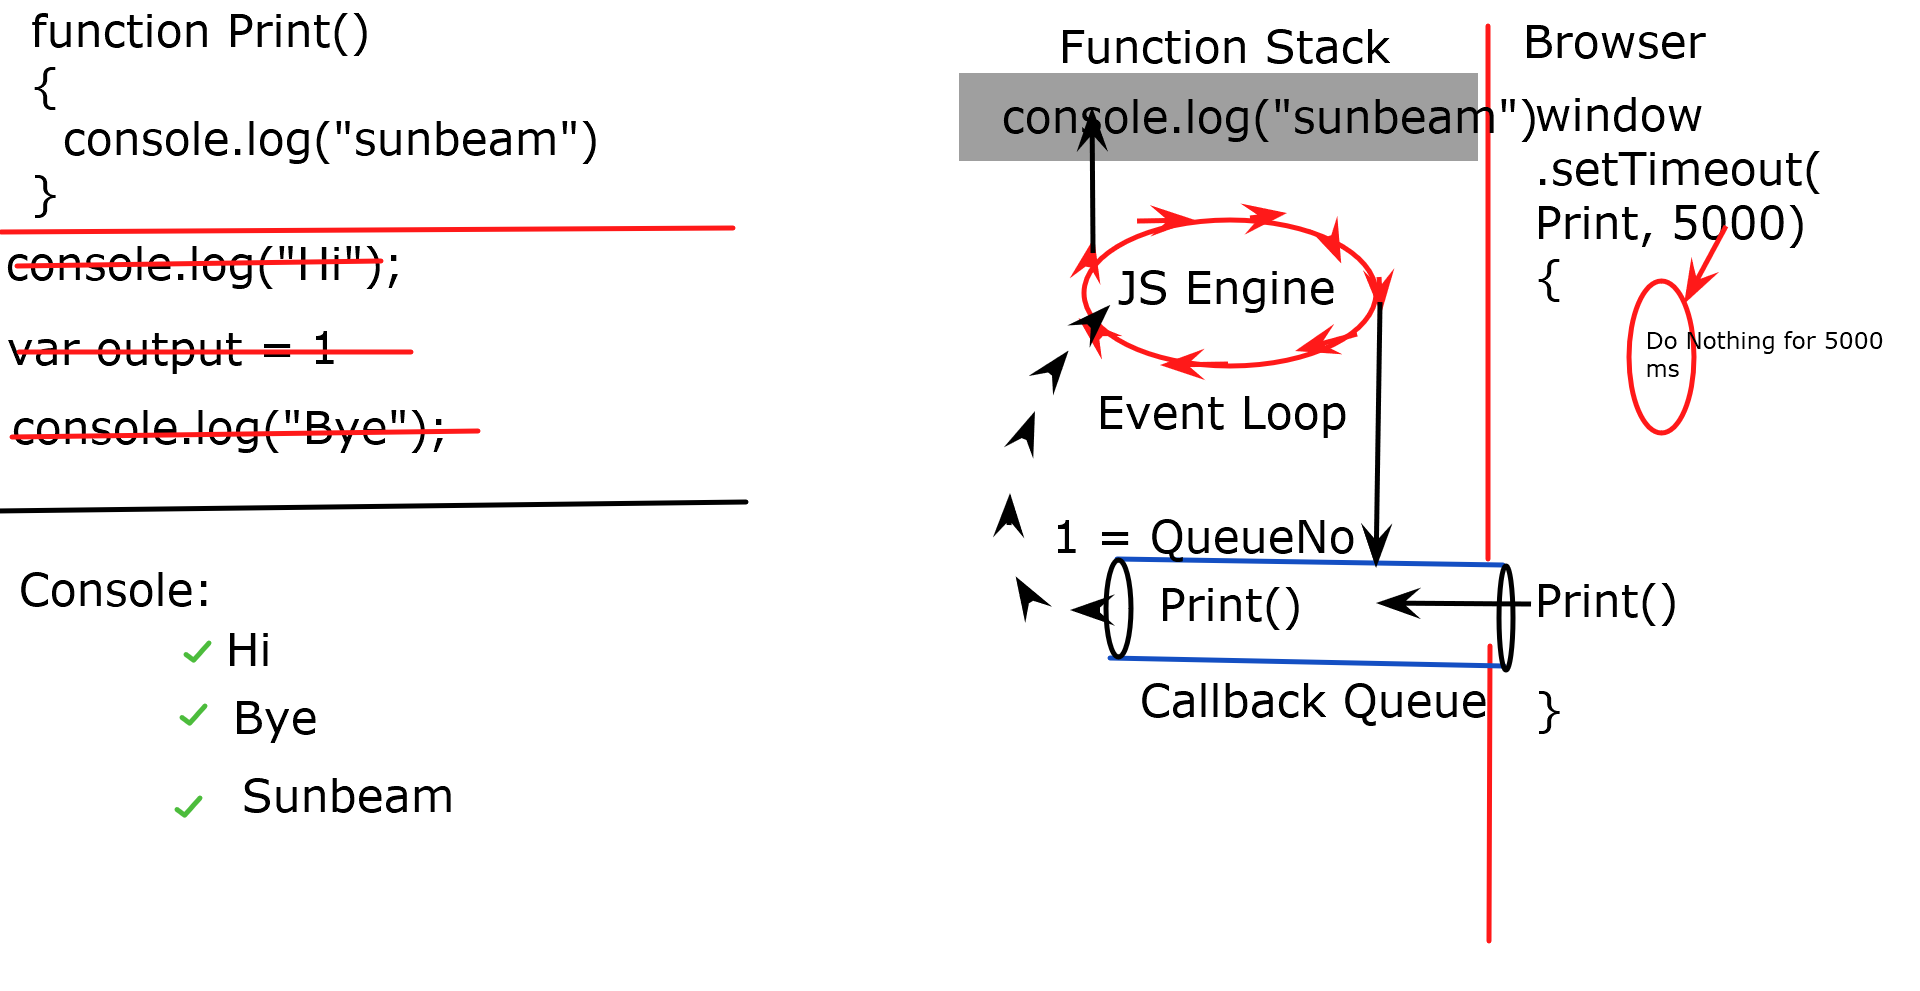 function Print()
{
console.log("sunbeam")
}
console.log("Hi");
var output = 1
console.log("Bye");
Console:
Hi
Bye
Sunbeam
Function Stack
console.log("sunbeam")
JS Engine
Event Loop
1 = QueueNo
Print()
Callback Queue
Browser
window
.setTimeout(
Print, 5000)
{
Do Nothing for 5000
ms
Print()
}